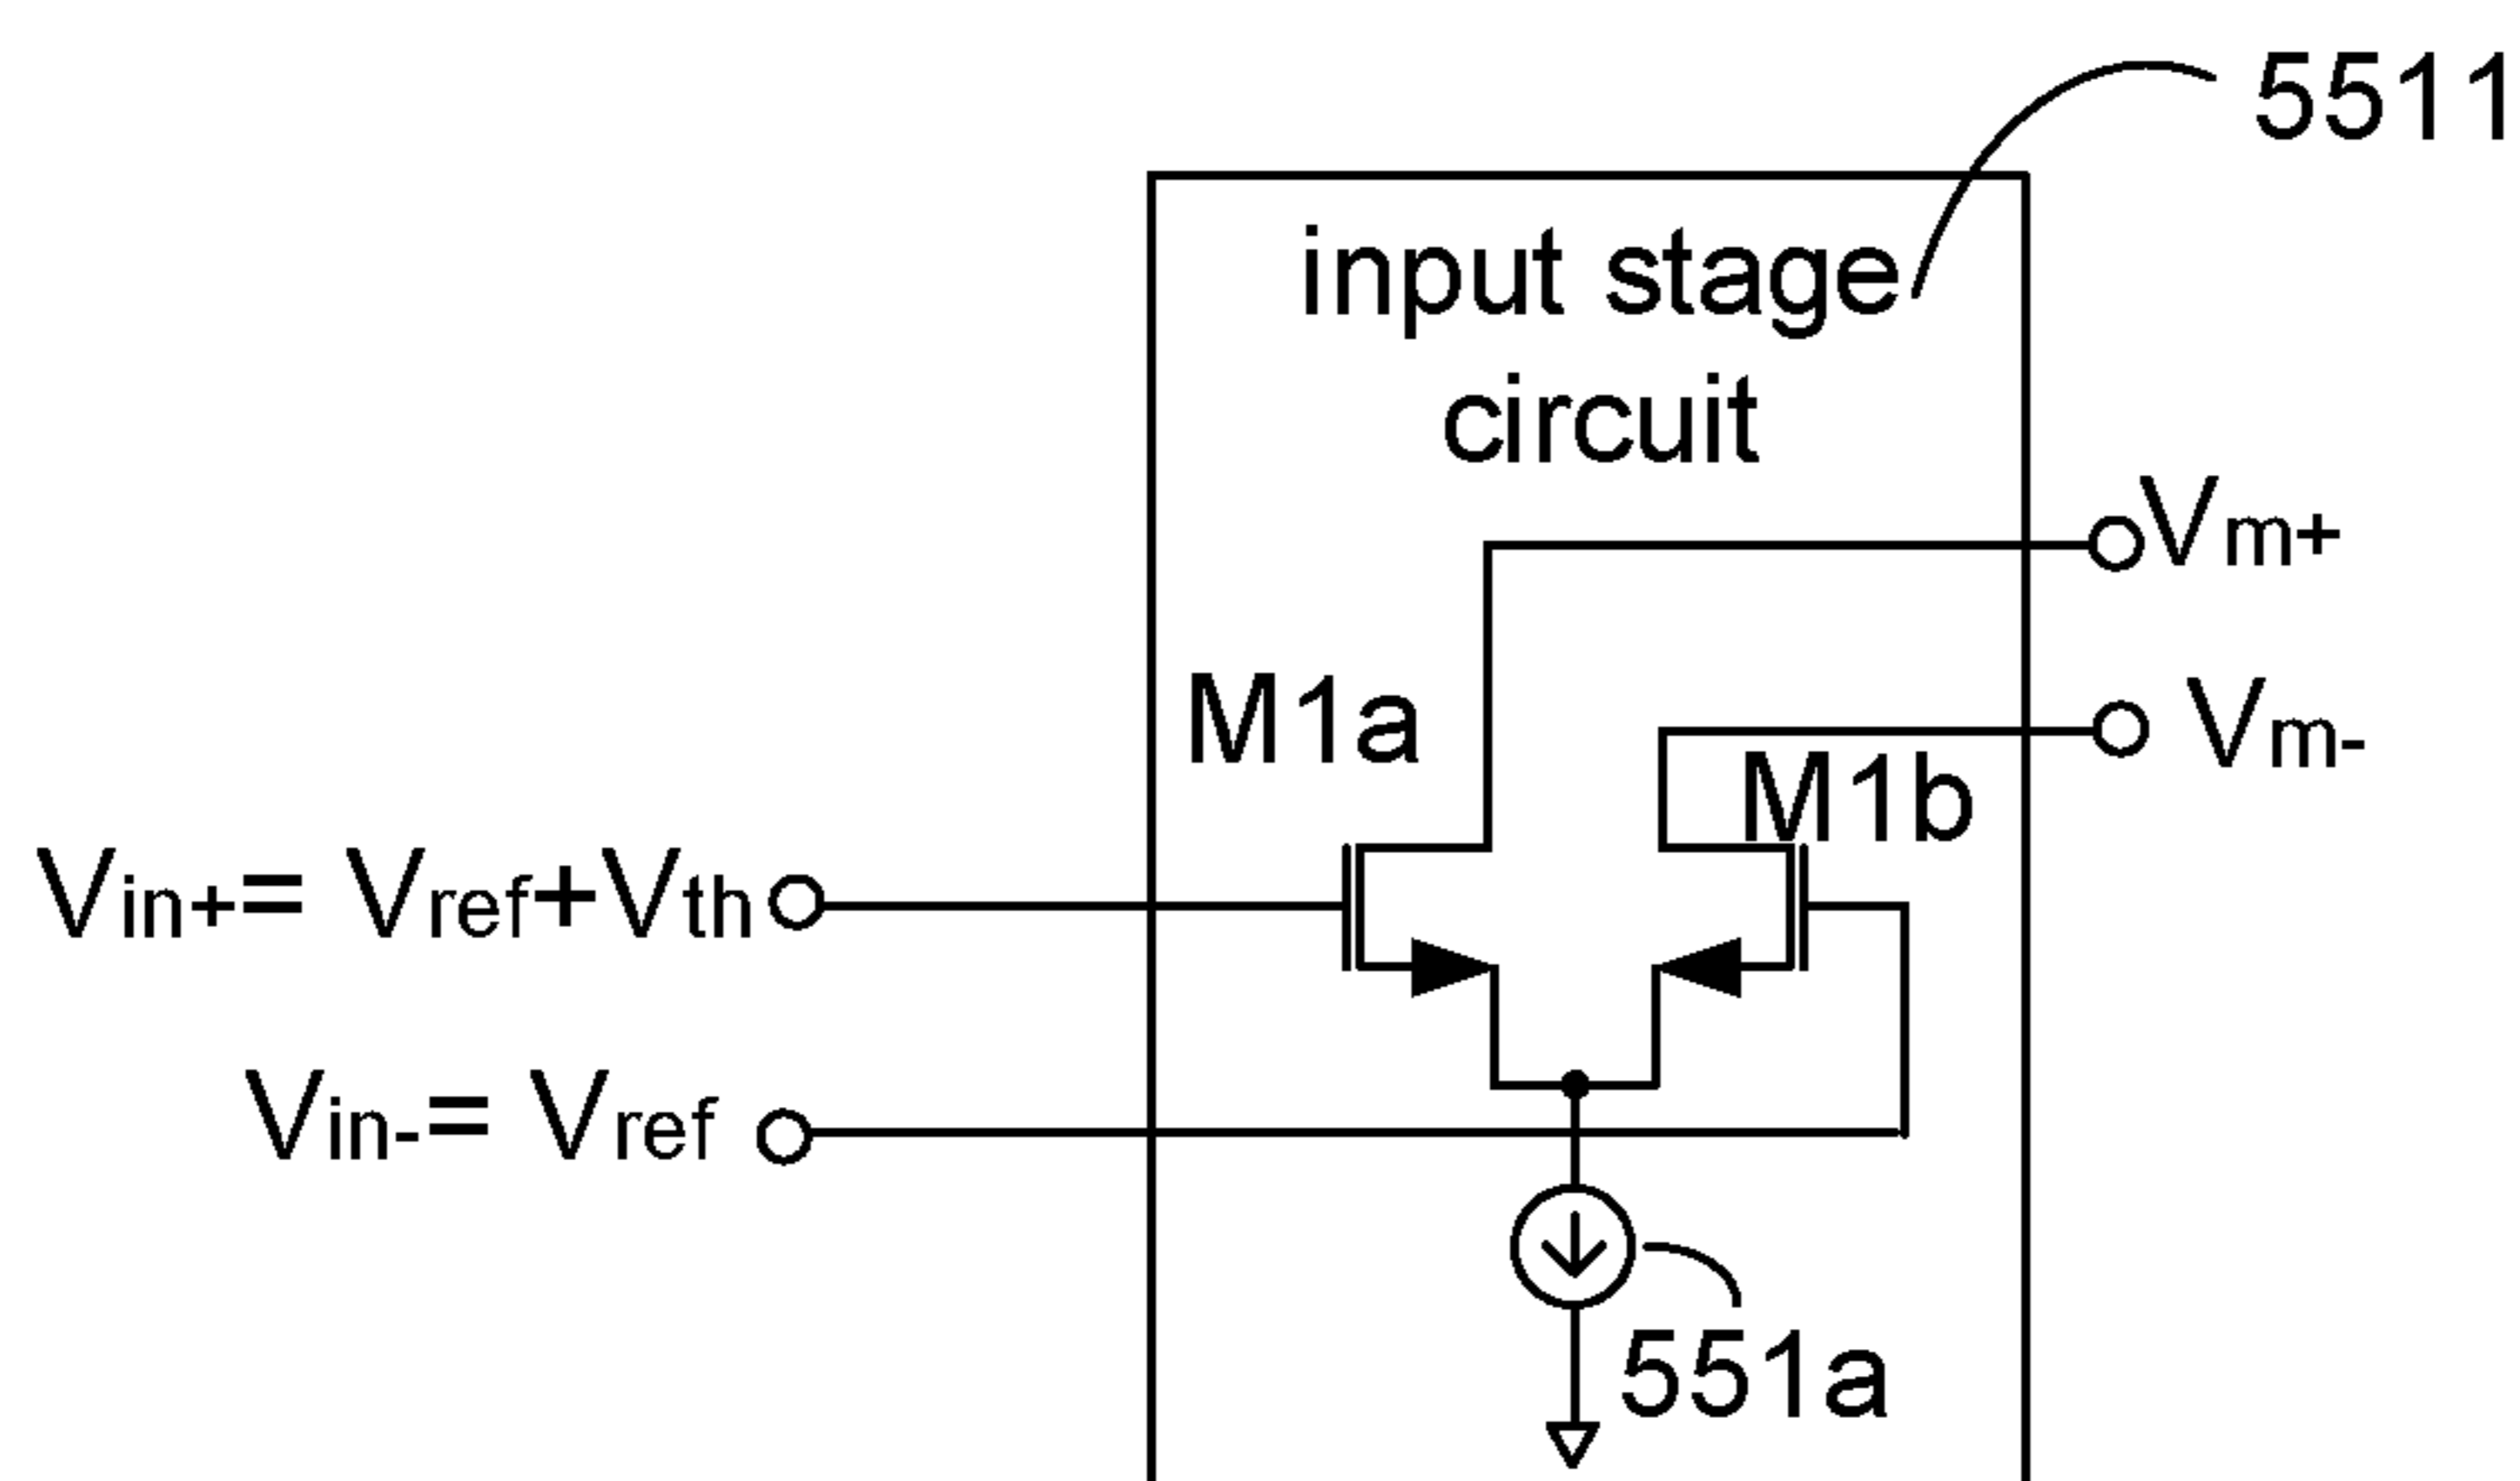 5511
input stage
circuit
Vm+
M1a
Vm-
M1b
Vin+= Vref+Vth
Vin-= Vref
551a